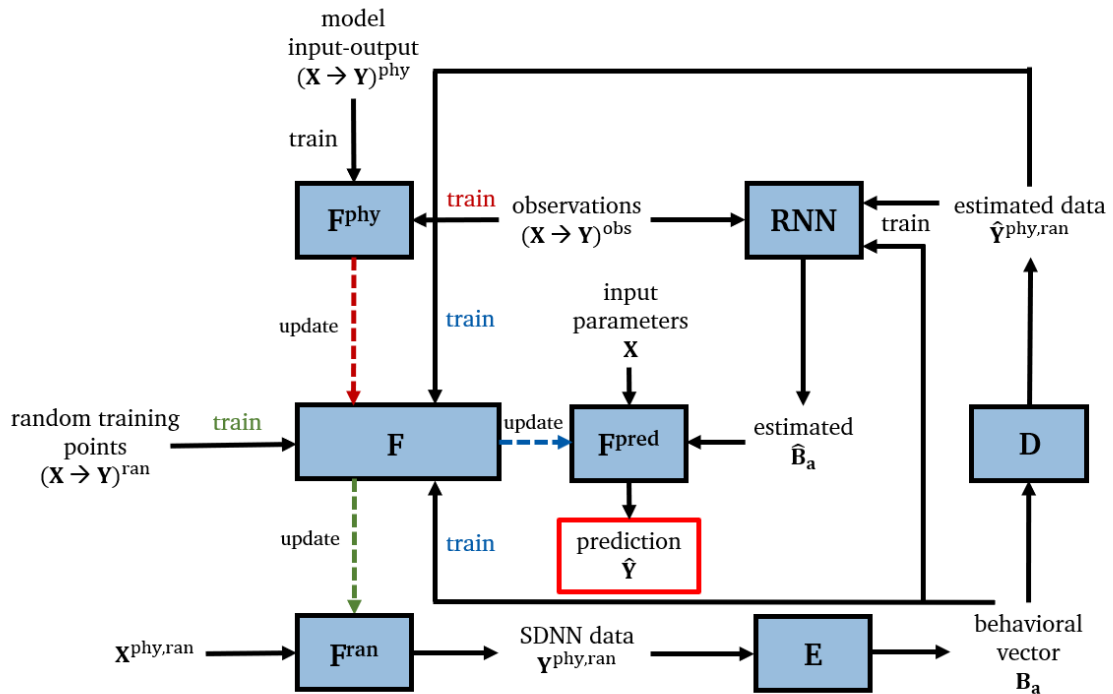 model
input-output
(𝐗 → 𝐘)ᵖʰʸ
train
Fᵖʰʸ
train
observations
(𝐗 → 𝐘)ᵒᵇˢ
RNN
train
estimated data
Ŷᵖʰʸ,ʳᵃⁿ
update
train
input
parameters
X
random training
points
(𝐗 → 𝐘)ʳᵃⁿ
train
F
update
Fᵖʳᵉᵈ
estimated
B̂ₐ
D
update
train
prediction
Ŷ
Xᵖʰʸ,ʳᵃⁿ
Fʳᵃⁿ
SDNN data
Yᵖʰʸ,ʳᵃⁿ
E
behavioral
vector
Bₐ